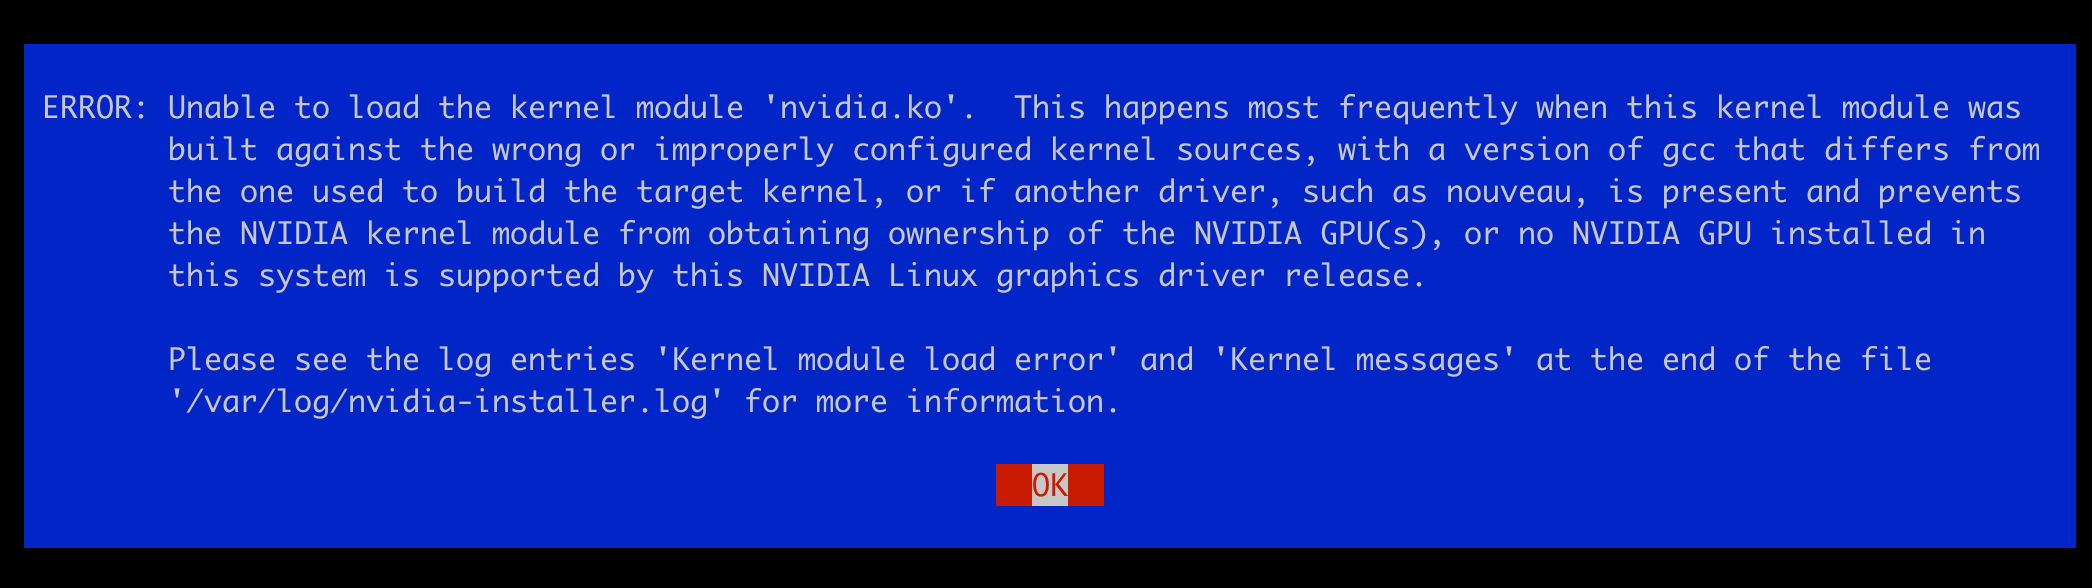 ERROR: Unable to load the kernel module 'nvidia.ko'.  This happens most frequently when this kernel module was
built against the wrong or improperly configured kernel sources, with a version of gcc that differs from
the one used to build the target kernel, or if another driver, such as nouveau, is present and prevents
the NVIDIA kernel module from obtaining ownership of the NVIDIA GPU(s), or no NVIDIA GPU installed in
this system is supported by this NVIDIA Linux graphics driver release.
Please see the log entries 'Kernel module load error' and 'Kernel messages' at the end of the file
'/var/log/nvidia-installer.log' for more information.
OK